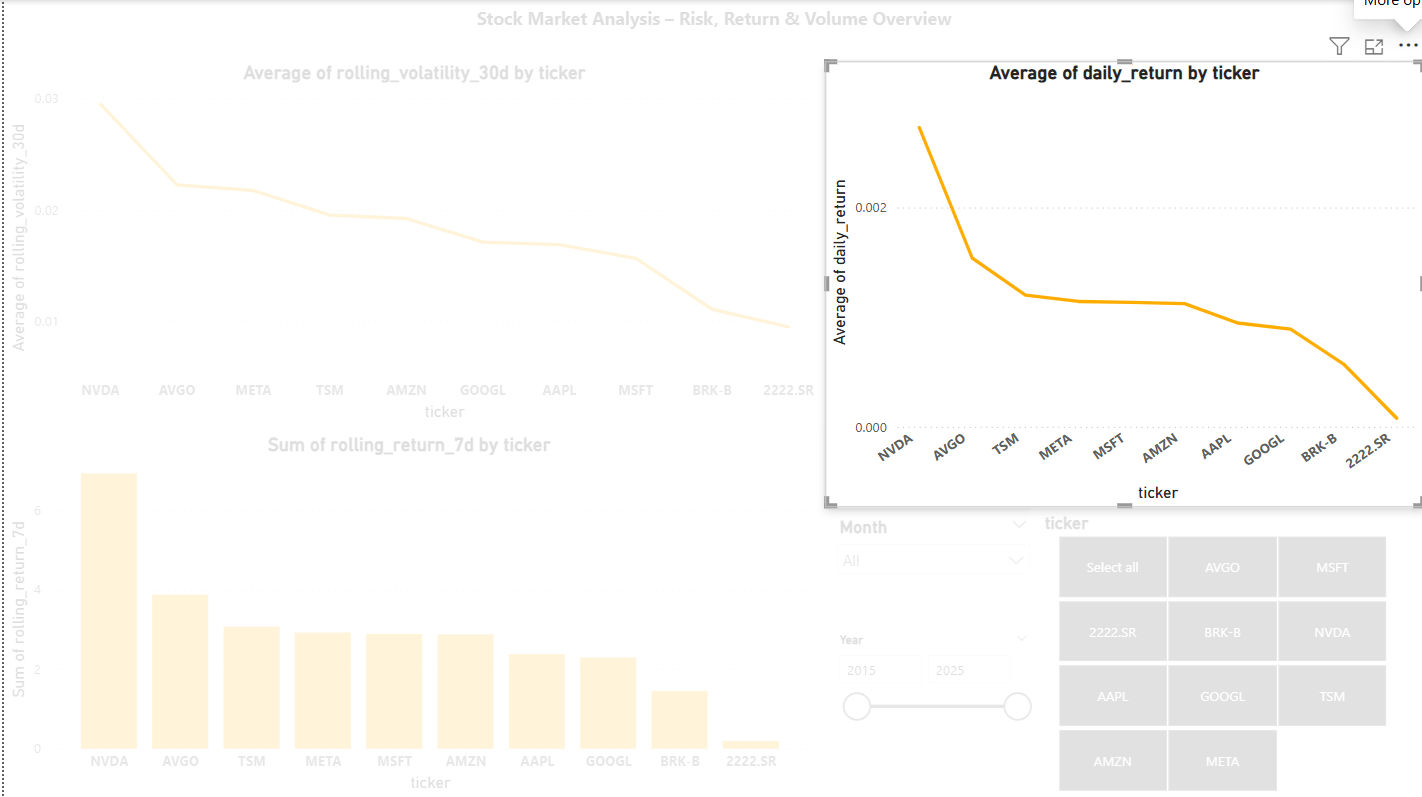 More op
Stock Market Analysis – Risk, Return & Volume Overview
Average of rolling_volatility_30d by ticker
Average of rolling_volatility_30d
0.03
0.02
0.01
NVDA AVGO META TSM AMZN GOOGL AAPL MSFT BRK-B 2222.SR
ticker
Average of daily_return by ticker
Average of daily_return
0.002
0.000
NVDA AVGO TSM META MSFT AMZN AAPL GOOGL BRK-B 2222.SR
ticker
Sum of rolling_return_7d by ticker
Sum of rolling_return_7d
6
4
2
0
NVDA AVGO TSM META MSFT AMZN AAPL GOOGL BRK-B 2222.SR
ticker
Month
All
Year
2015 2025
ticker
Select all AVGO MSFT
2222.SR BRK-B NVDA
AAPL GOOGL TSM
AMZN META